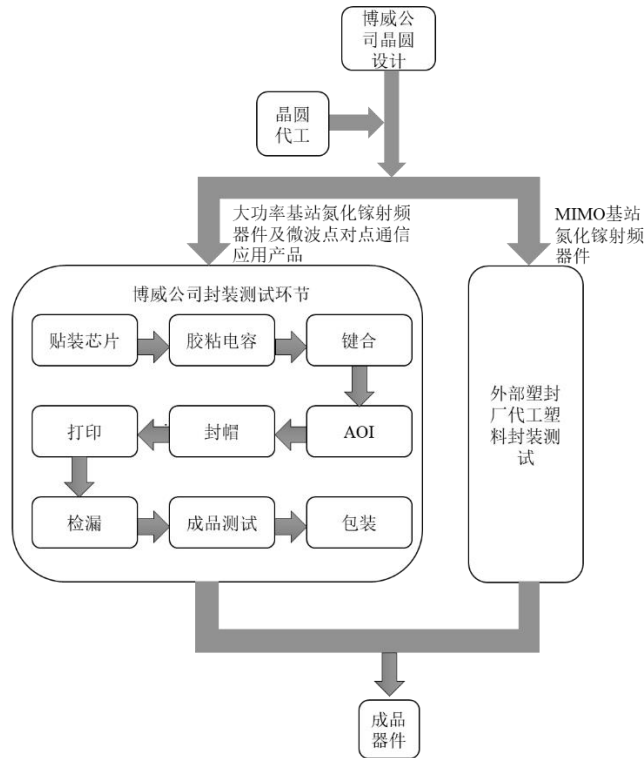 博威公
司晶圆
设计
晶圆
代工
大功率基站氮化镓射频
器件及微波点对点通信
应用产品
MIMO基站
氮化镓射频
器件
博威公司封装测试环节
贴装芯片
胶粘电容
键合
打印
封帽
AOI
检漏
成品测试
包装
外部塑封
厂代工塑
料封装测
试
成品
器件